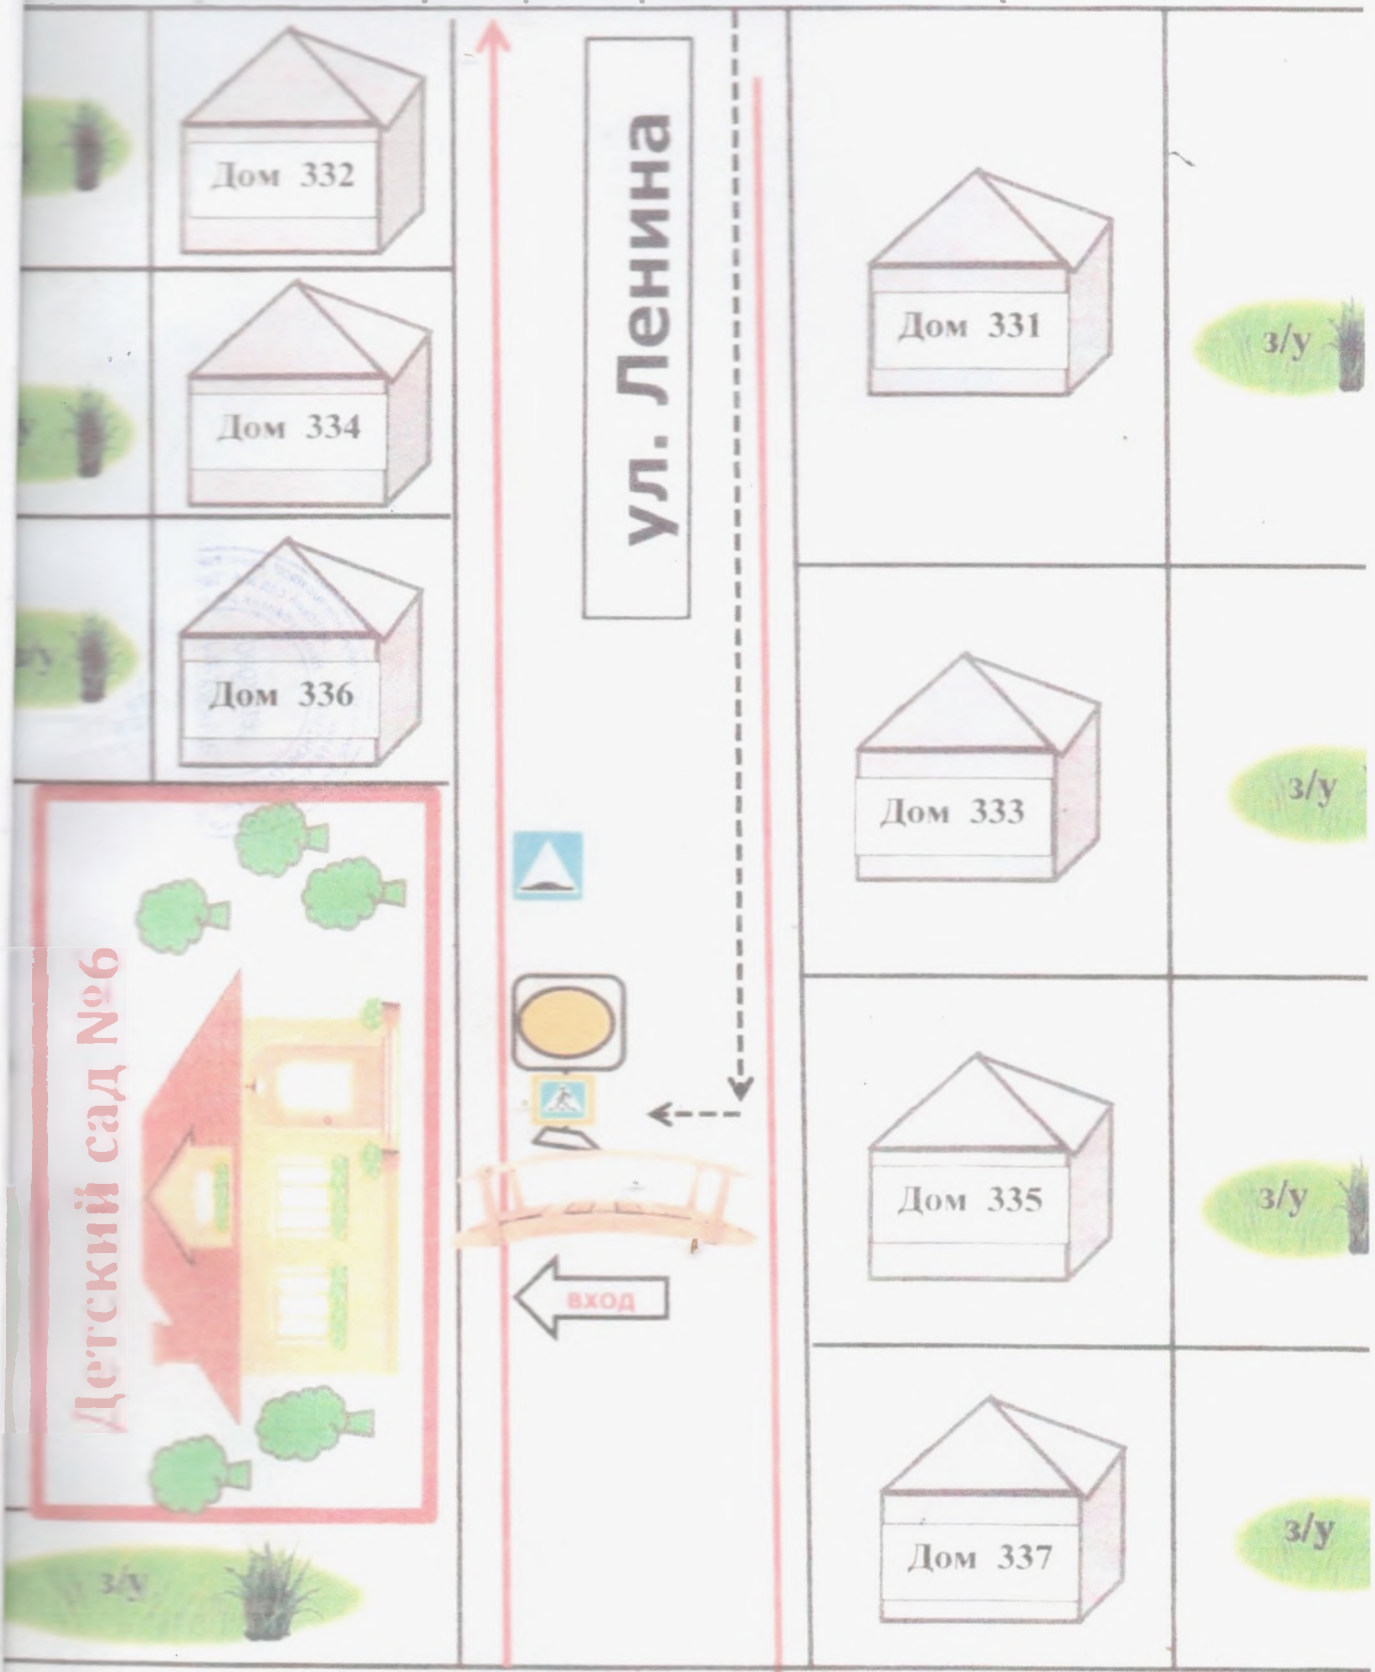 Дом 332
ул. Ленина
Дом 331
з/у
Дом 334
Дом 336
Дом 333
з/у
Детский сад №6
Дом 335
з/у
ВХОД
Дом 337
з/у
з/у